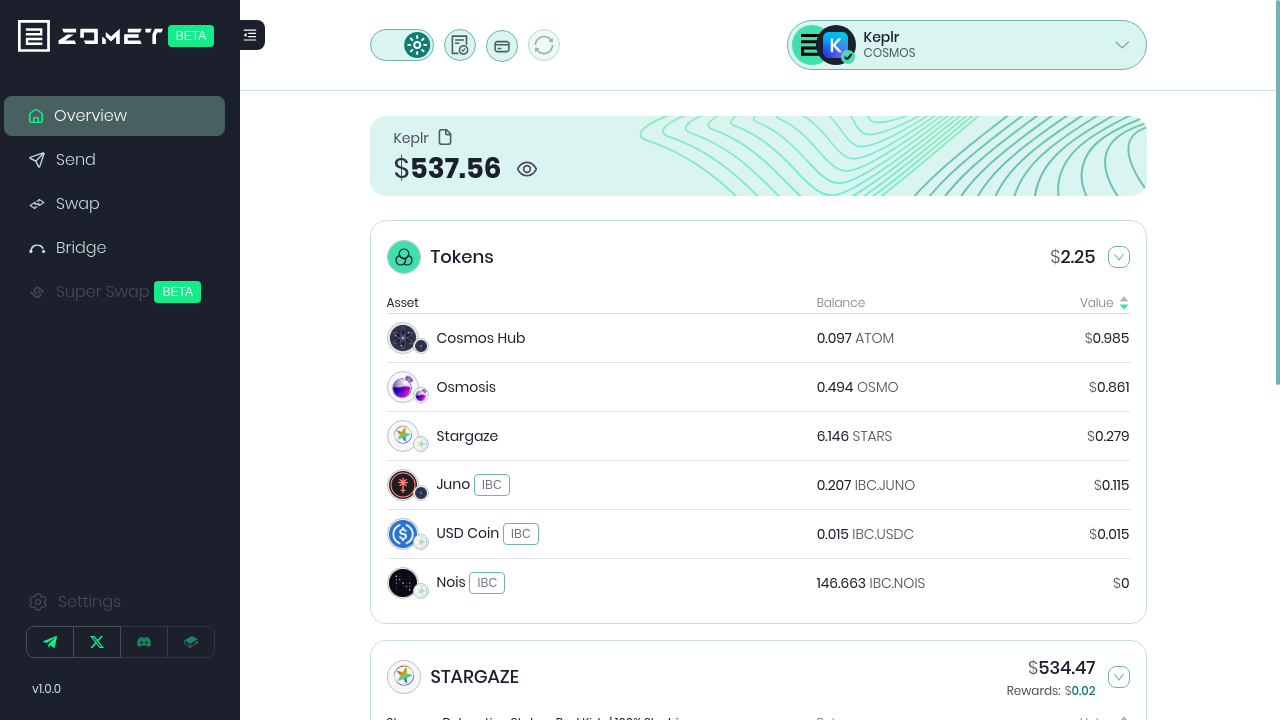 ZOMET BETA
Overview
Send
Swap
Bridge
Super Swap BETA
Settings
v1.0.0
Keplr
COSMOS
Keplr
$537.56
Tokens
$2.25
Asset Balance Value
Cosmos Hub 0.097 ATOM $0.985
Osmosis 0.494 OSMO $0.861
Stargaze 6.146 STARS $0.279
Juno IBC 0.207 IBC.JUNO $0.115
USD Coin IBC 0.015 IBC.USDC $0.015
Nois IBC 146.663 IBC.NOIS $0
STARGAZE
$534.47
Rewards: $0.02